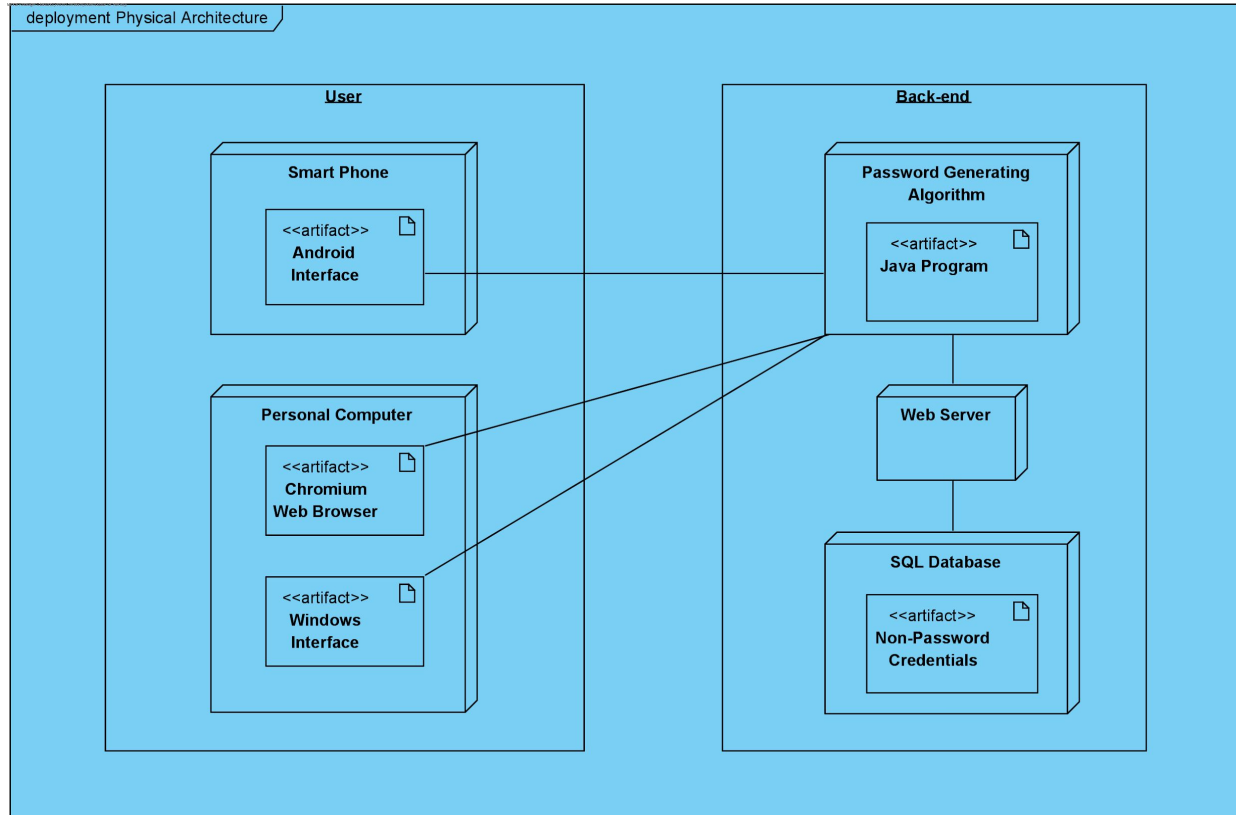 deployment Physical Architecture
User
Smart Phone
<<artifact>>
Android
Interface
Personal Computer
<<artifact>>
Chromium
Web Browser
<<artifact>>
Windows
Interface
Back-end
Password Generating
Algorithm
<<artifact>>
Java Program
Web Server
SQL Database
<<artifact>>
Non-Password
Credentials